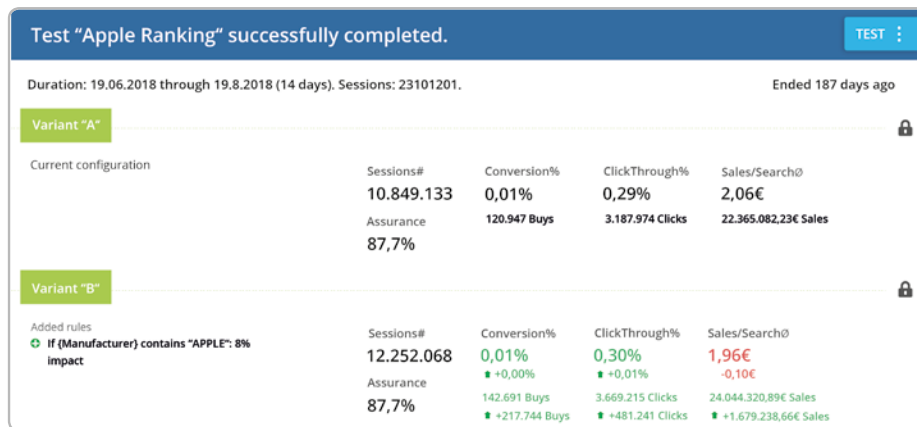 Test “Apple Ranking“ successfully completed.
TEST
Duration: 19.06.2018 through 19.8.2018 (14 days). Sessions: 23101201.
Ended 187 days ago
Variant “A”
Current configuration
Sessions#
Conversion%
ClickThrough%
Sales/SearchØ
10.849.133
0,01%
0,29%
2,06€
120.947 Buys
3.187.974 Clicks
22.365.082,23€ Sales
Assurance
87,7%
Variant “B”
Added rules
If {Manufacturer} contains “APPLE”: 8%
impact
Sessions#
Conversion%
ClickThrough%
Sales/SearchØ
12.252.068
0,01%
0,30%
1,96€
+0,00%
+0,01%
-0,10€
Assurance
87,7%
142.691 Buys
3.669.215 Clicks
24.044.320,89€ Sales
+217.744 Buys
+481.241 Clicks
+1.679.238,66€ Sales